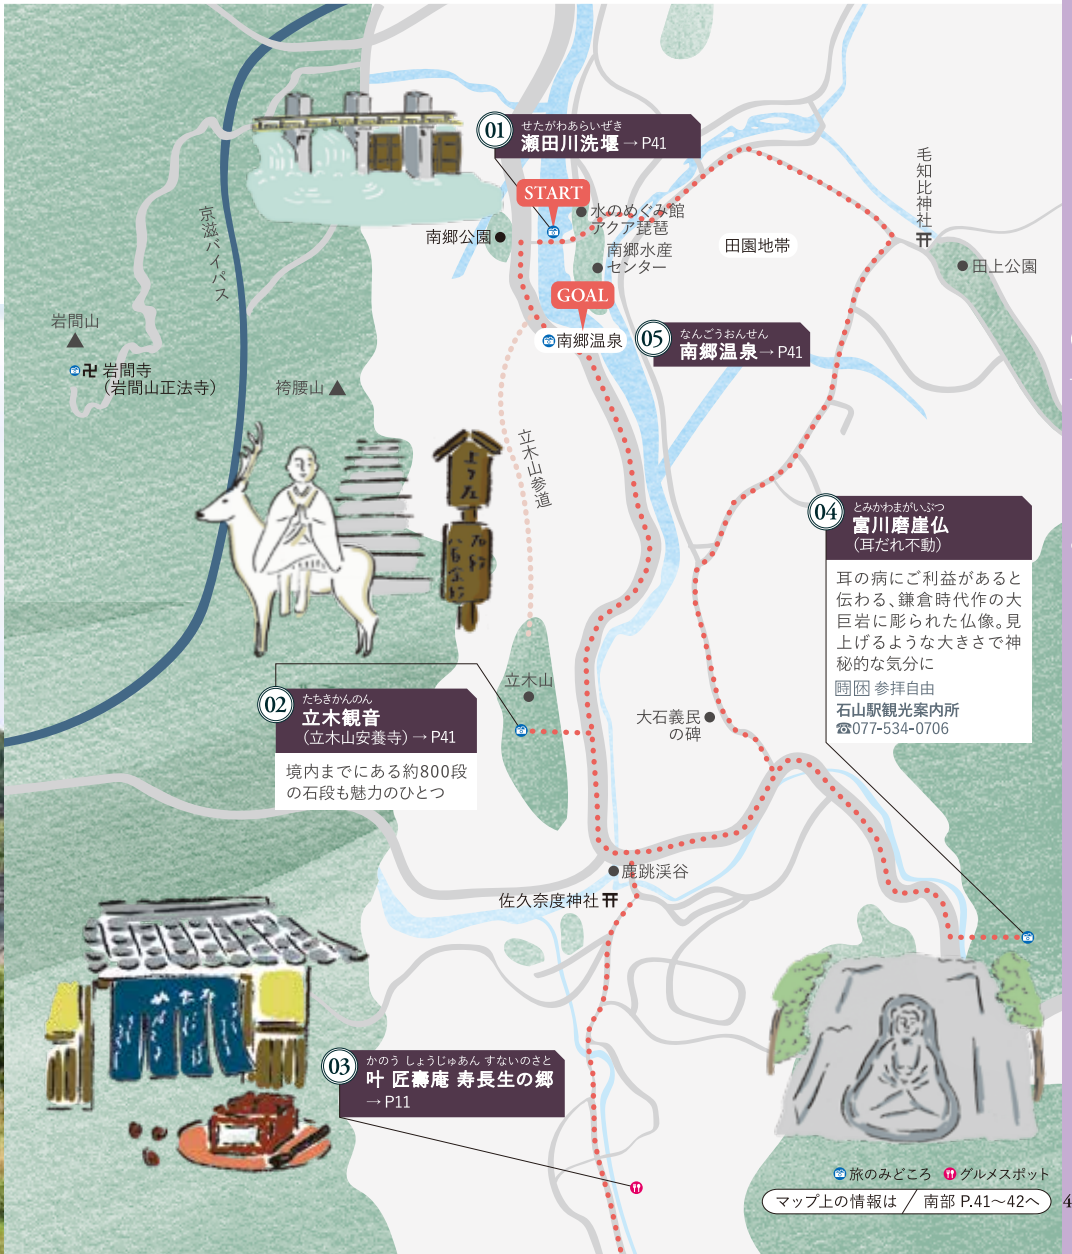 01
せたがわあらいぜき
瀬田川洗堰→P41
START
水のめぐみ館
アクア琵琶
南郷公園
南郷水産
センター
田園地帯
毛知比神社
田上公園
京滋バイパス
GOAL
南郷温泉
05
なんごうおんせん
南郷温泉→P41
岩間山
卍 岩間寺
(岩間山正法寺)
袴腰山
立木山参道
04
とみかわまがいぶつ
富川磨崖仏
(耳だれ不動)
耳の病にご利益があると
伝わる、鎌倉時代作の大
巨岩に彫られた仏像。見
上げるような大きさで神
秘的な気分に
時 休 参拝自由
石山駅観光案内所
☎077-534-0706
立木山
02
たちきかんのん
立木観音
(立木山安養寺)→P41
境内までにある約800段
の石段も魅力のひとつ
大石義民
の碑
鹿跳渓谷
佐久奈度神社
03
かのう しょうじゅあん すないのさと
叶 匠壽庵 寿長生の郷
→P11
旅のみどころ グルメスポット
マップ上の情報は/南部 P.41〜42へ
4